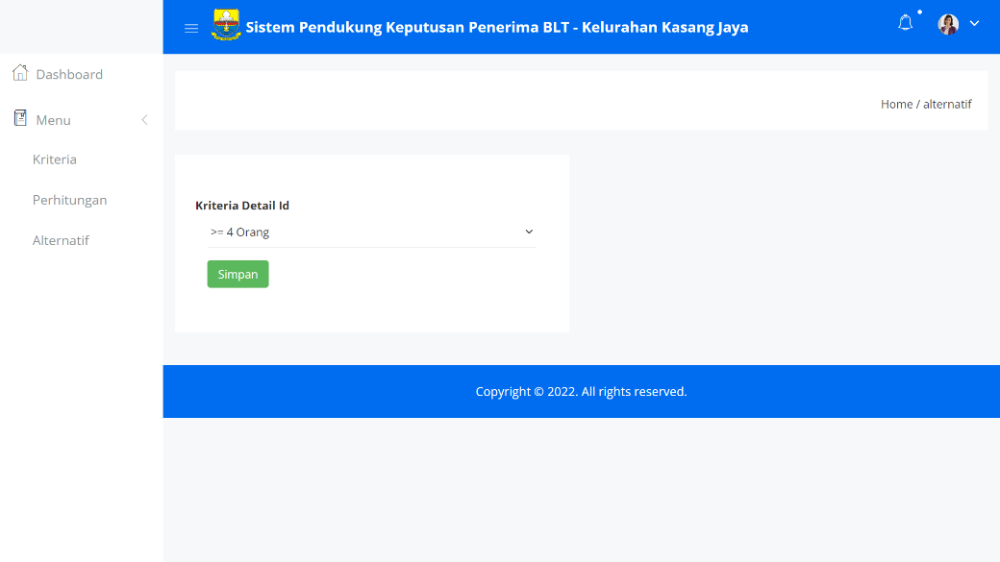 Sistem Pendukung Keputusan Penerima BLT - Kelurahan Kasang Jaya
Dashboard
Menu
Kriteria
Perhitungan
Alternatif
Home / alternatif
Kriteria Detail Id
>= 4 Orang
Simpan
Copyright © 2022. All rights reserved.